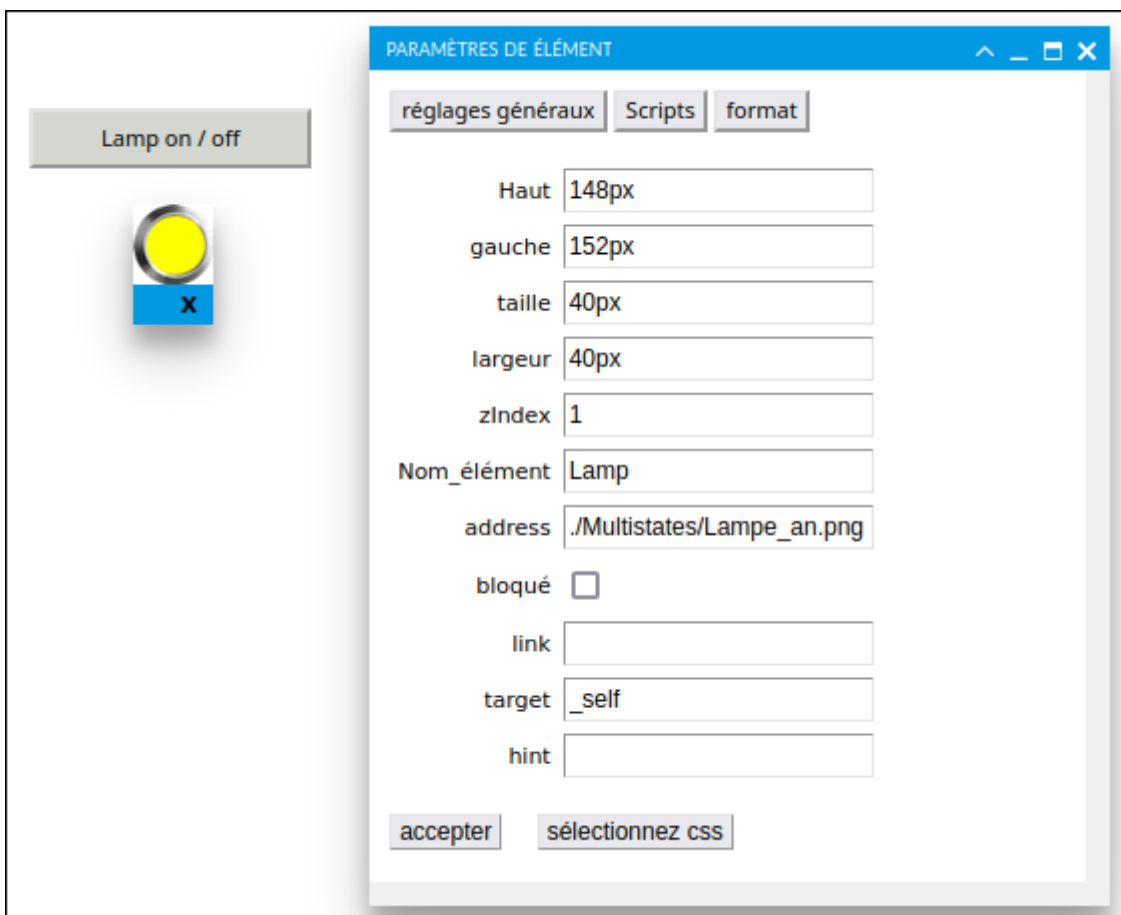 Lamp on / off
X
PARAMÈTRES DE ÉLÉMENT
réglages généraux Scripts format
Haut 148px
gauche 152px
taille 40px
largeur 40px
zIndex 1
Nom_élément Lamp
address ./Multistates/Lampe_an.png
bloqué
link
target _self
hint
accepter sélectionnez css